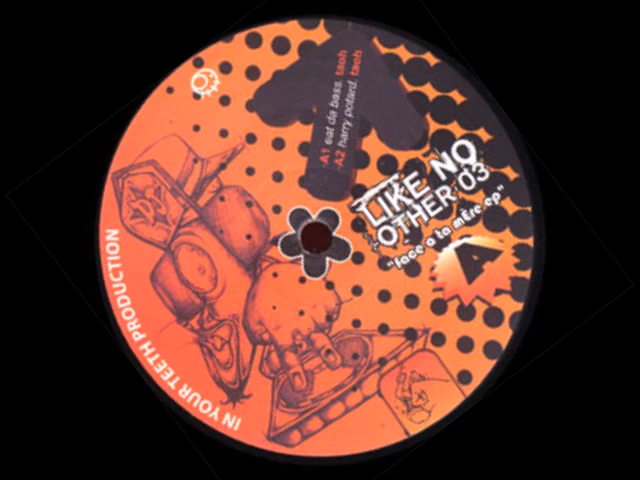 A1 eat da bass. taoh
A2 harry potard. taoh
LIKE NO
OTHER 03
"face a ta mEre ep"
A
IN YOUR TEETH PRODUCTION